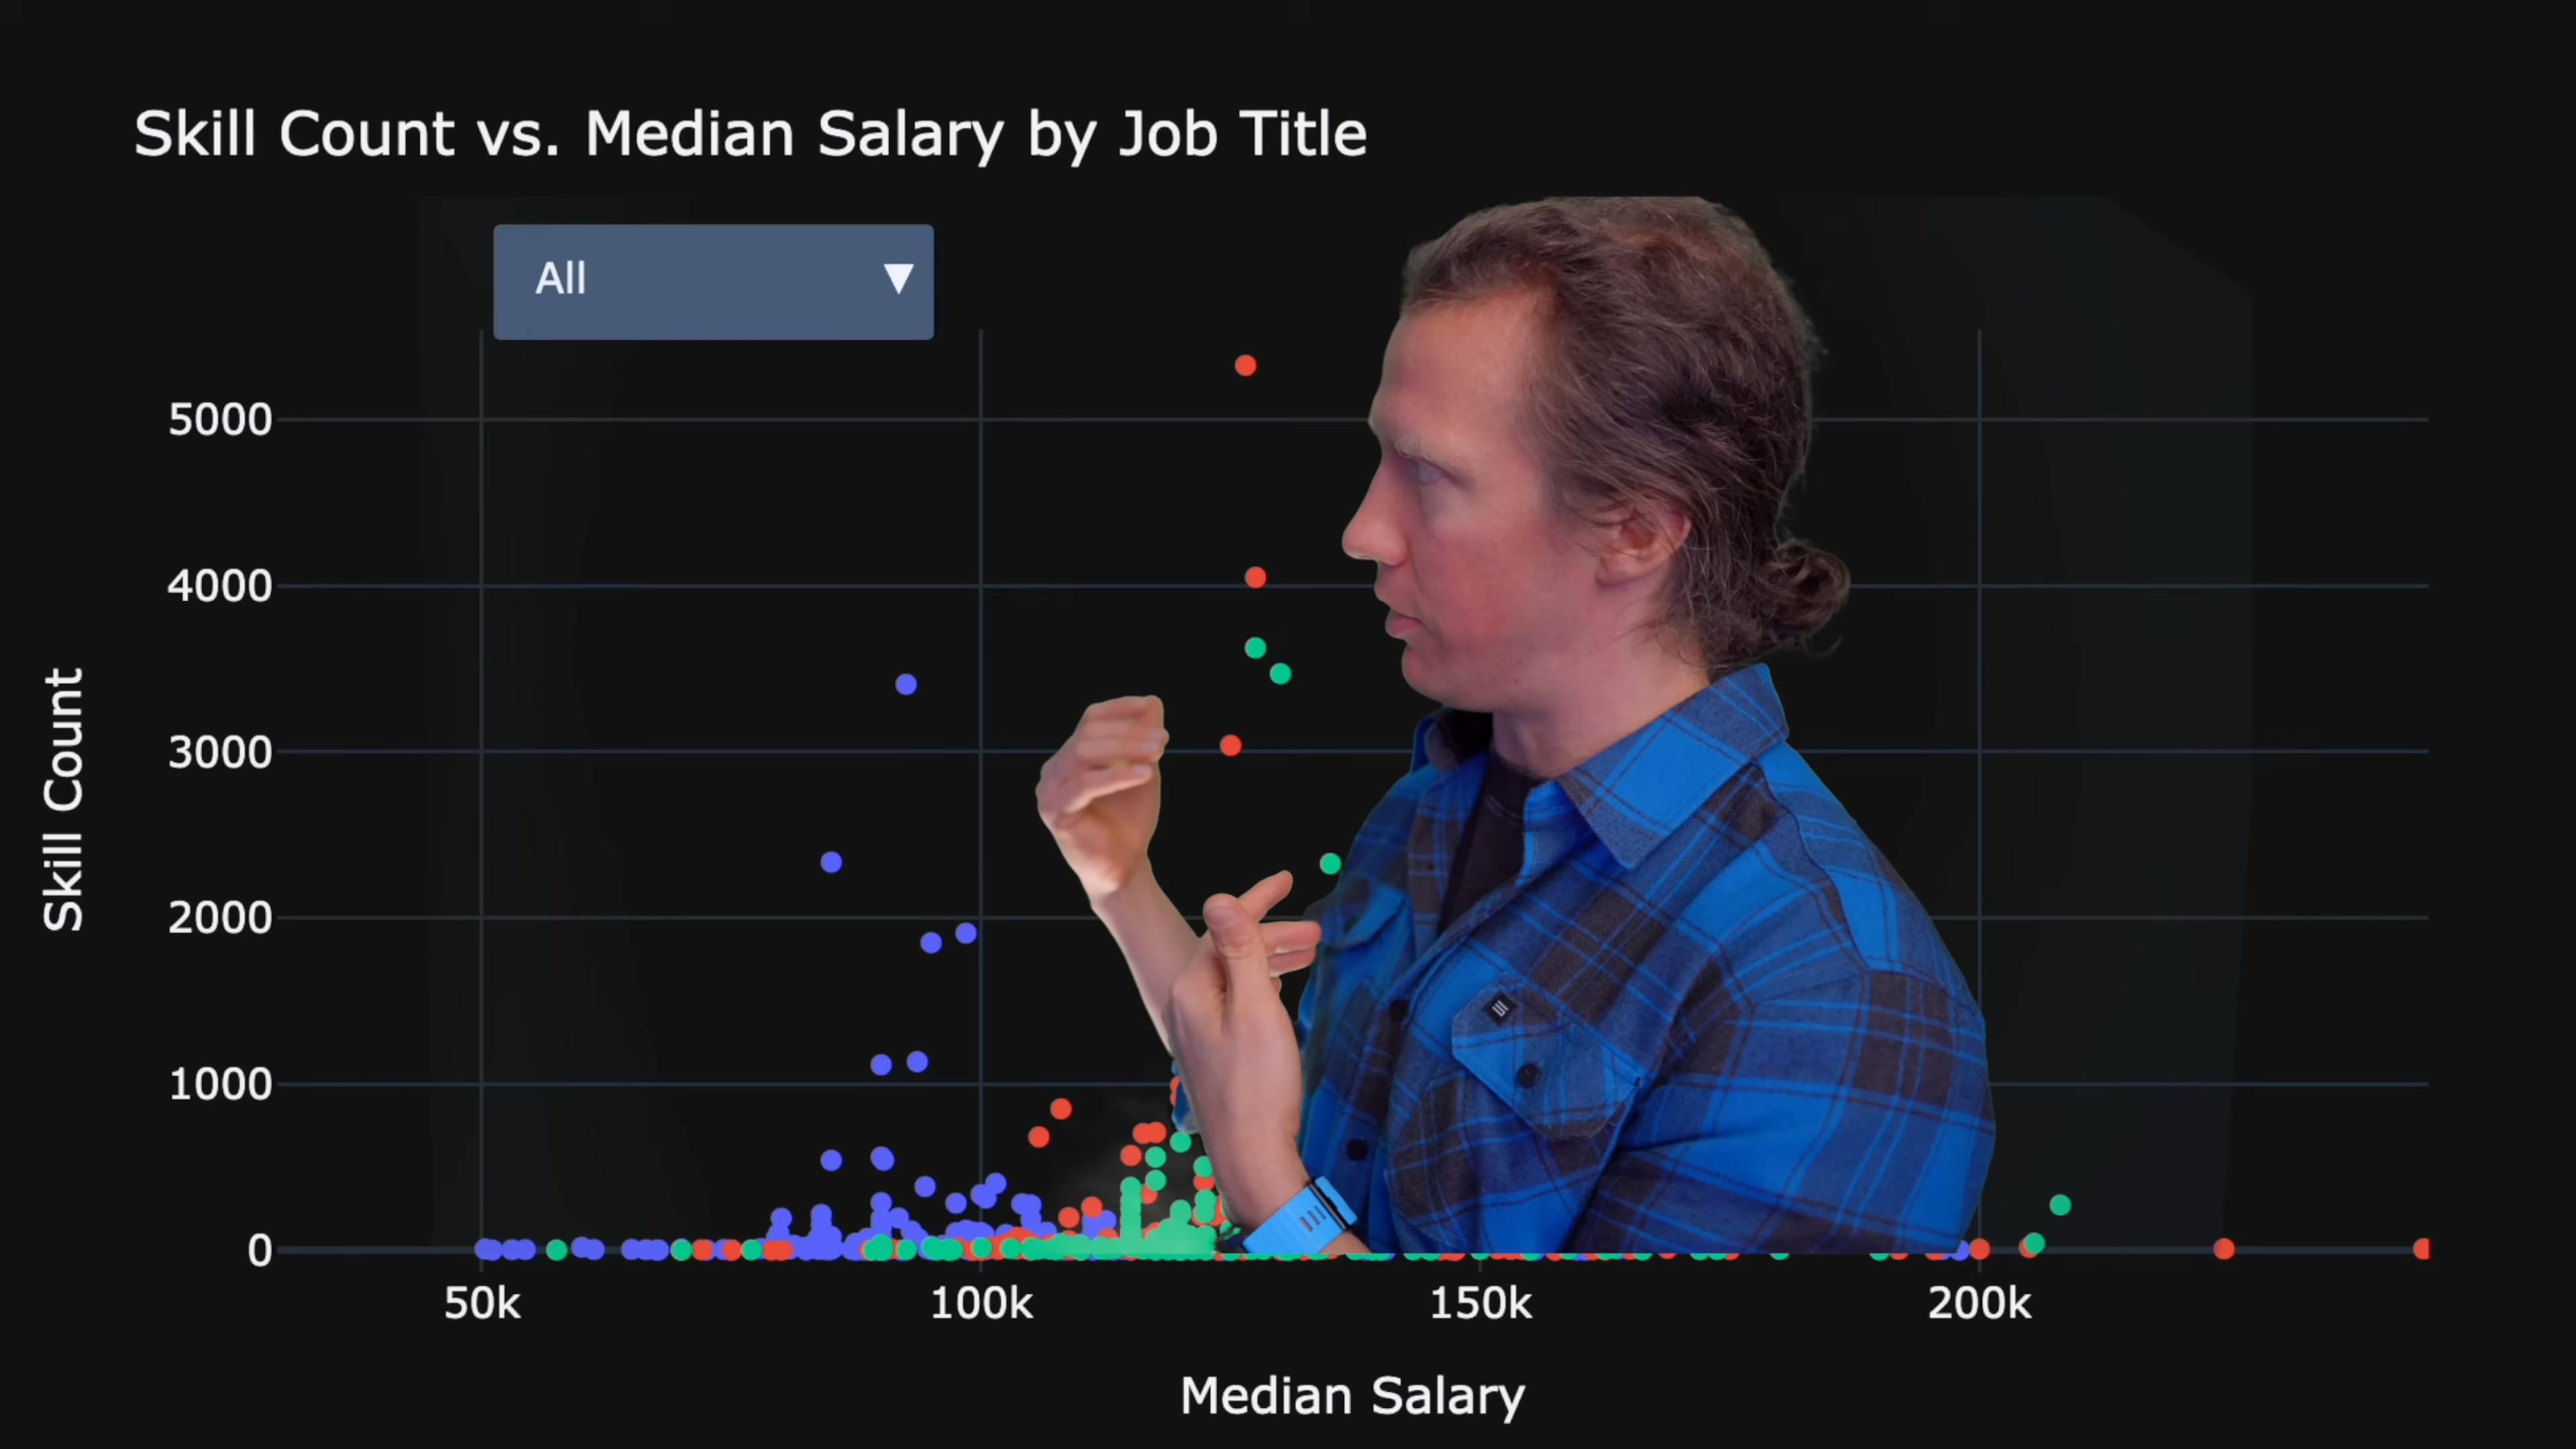 Skill Count vs. Median Salary by Job Title
All
5000
4000
3000
2000
1000
0
Skill Count
50k
100k
150k
200k
Median Salary